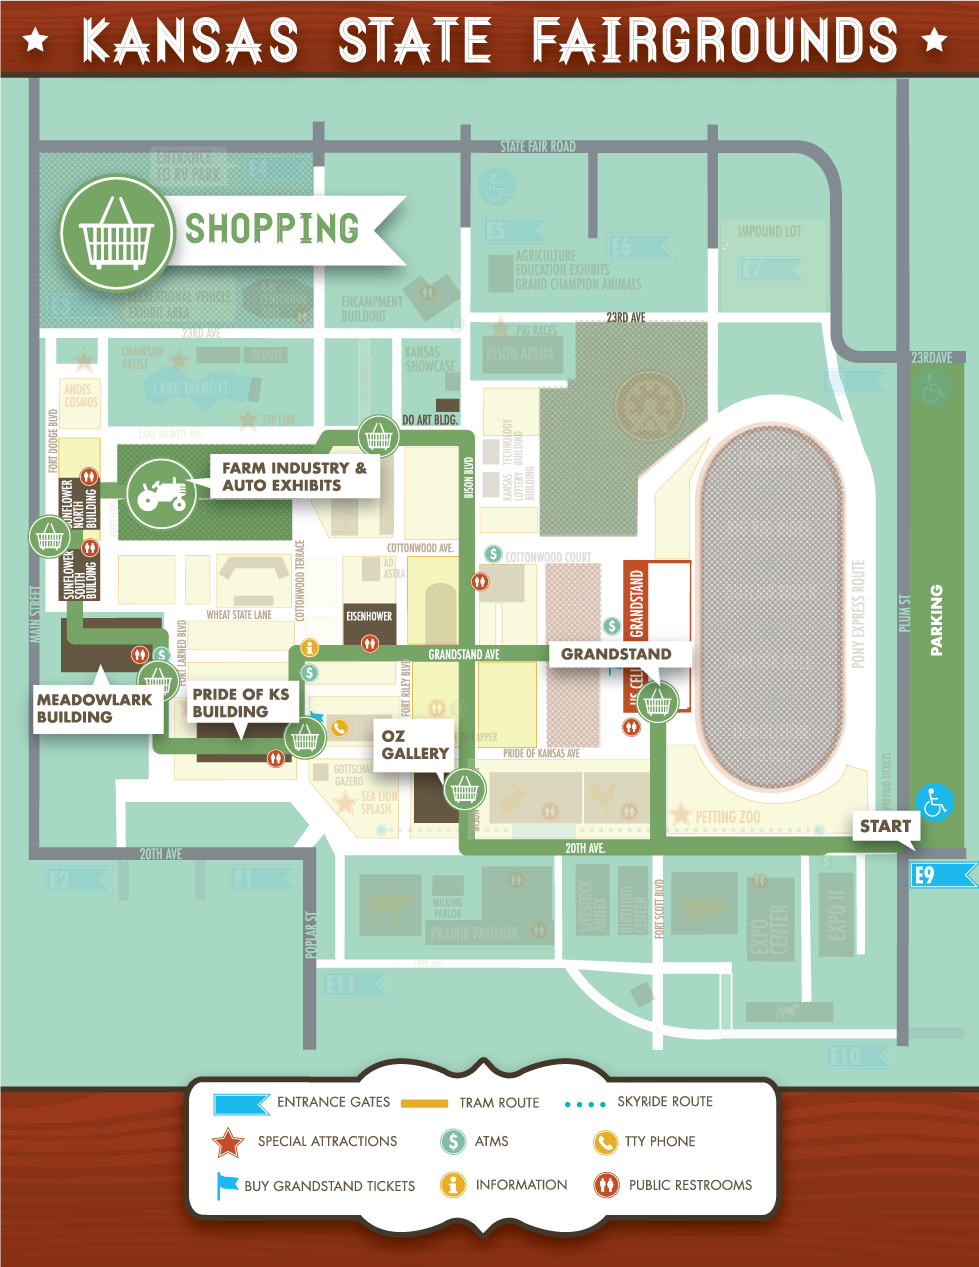 KANSAS STATE FAIRGROUNDS
STATE FAIR ROAD
ENTRANCE
TO RV PARK
E4
SHOPPING
E5
E6
IMPOUND LOT
E7
AGRICULTURE
EDUCATION EXHIBITS
GRAND CHAMPION ANIMALS
E3
RECREATIONAL VEHICLE
EXHIBIT AREA
ENCAMPMENT
BUILDING
23RD AVE
23RD AVE
PIG RACES
BISON ARENA
23RDAVE
CHAINSAW
ARTIST
SCOUTS
KANSAS
SHOWCASE
LAKE TALBOTT
ANDES
COSMOS
ZIP LINE
DO ART BLDG.
LAKE TALBOTT AVE
FORT DODGE BLVD
FARM INDUSTRY &
AUTO EXHIBITS
BISON BLVD
KANSAS
LOTTERY
BUILDING
TECHNOLOGY
BUILDING
SUNFLOWER
NORTH
BUILDING
SUNFLOWER
SOUTH
BUILDING
COTTONWOOD AVE.
COTTONWOOD COURT
COTTONWOOD TERRACE
AD
ASTRA
MAIN STREET
WHEAT STATE LANE
EISENHOWER
GRANDSTAND
PONY EXPRESS ROUTE
PLUM ST
PARKING
FORT LARNED BLVD
GRANDSTAND AVE
GRANDSTAND
MEADOWLARK
BUILDING
PRIDE OF KS
BUILDING
FORT RILEY BLVD
OZ
GALLERY
PRIDE OF KANSAS AVE
GOTTSCHALK
GAZEBO
SEA LION
SPLASH
PETTING ZOO
PREPAID TICKETS
START
20TH AVE
20TH AVE.
E9
E2
E1
POPLAR ST
MILKING
PARLOR
PRAIRIE PAVILION
LIVESTOCK
ANNEX
BIRTHING
CENTER
FORT SCOTT BLVD
EXPO
CENTER
EXPO II
E11
E10
ENTRANCE GATES
TRAM ROUTE
SKYRIDE ROUTE
SPECIAL ATTRACTIONS
ATMS
TTY PHONE
BUY GRANDSTAND TICKETS
INFORMATION
PUBLIC RESTROOMS